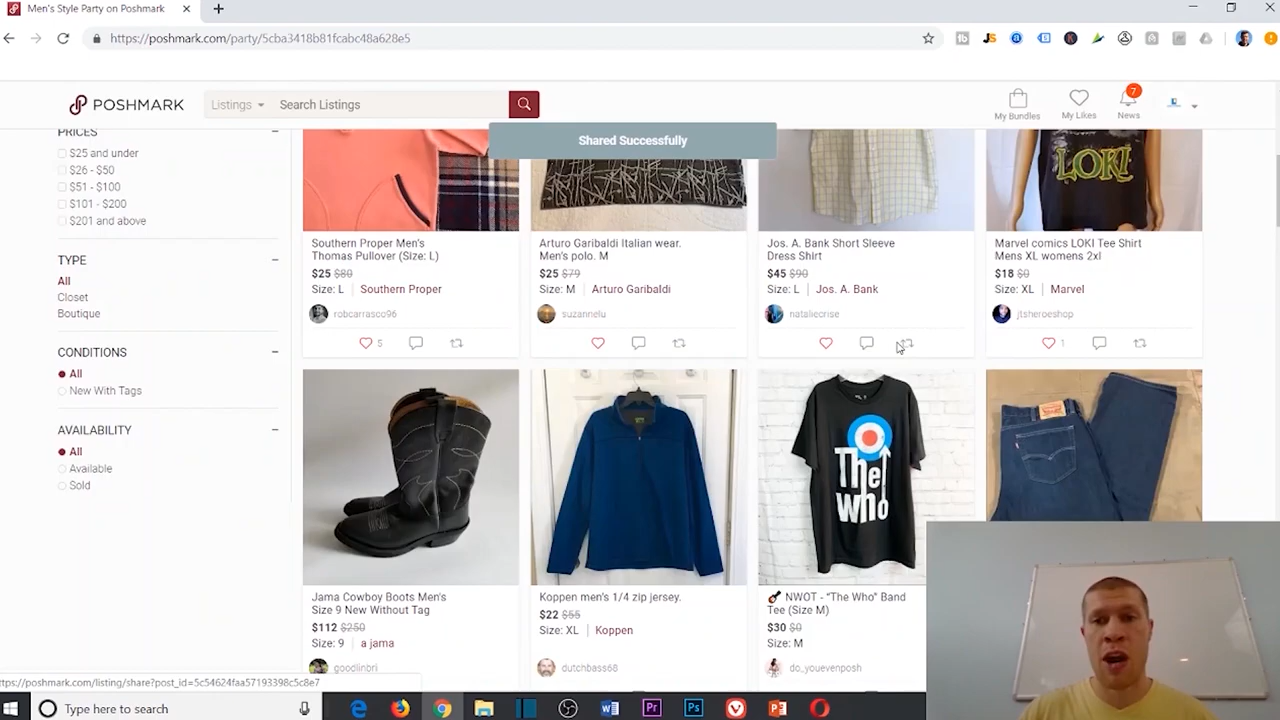 Men's Style Party on Poshmark
https://poshmark.com/party/5cba3418b81fcabc48a628e5
POSHMARK
Listings
Search Listings
My Bundles
My Likes
7
News
Shared Successfully
PRICES
$25 and under
$26 - $50
$51 - $100
$101 - $200
$201 and above
TYPE
All
Closet
Boutique
CONDITIONS
All
New With Tags
AVAILABILITY
All
Available
Sold
LOKI
Southern Proper Men's
Thomas Pullover (Size: L)
$25 $80
Size: L | Southern Proper
robcarrasco96
5
Arturo Garibaldi Italian wear.
Men's polo. M
$25 $79
Size: M | Arturo Garibaldi
suzannelu
Jos. A. Bank Short Sleeve
Dress Shirt
$45 $90
Size: L | Jos. A. Bank
nataliecrise
Marvel comics LOKI Tee Shirt
Mens XL womens 2xl
$18 $0
Size: XL | Marvel
jtsheroeshop
1
The
who
Jama Cowboy Boots Men's
Size 9 New Without Tag
$112 $250
Size: 9 | a jama
goodlinbri
Koppen men's 1/4 zip jersey.
$22 $55
Size: XL | Koppen
dutchbass68
NWOT - “The Who” Band
Tee (Size M)
$30 $0
Size: M
do_youevenposh
https://poshmark.com/listing/share?post_id=5c54624faa57193398c5c8e7
Type here to search